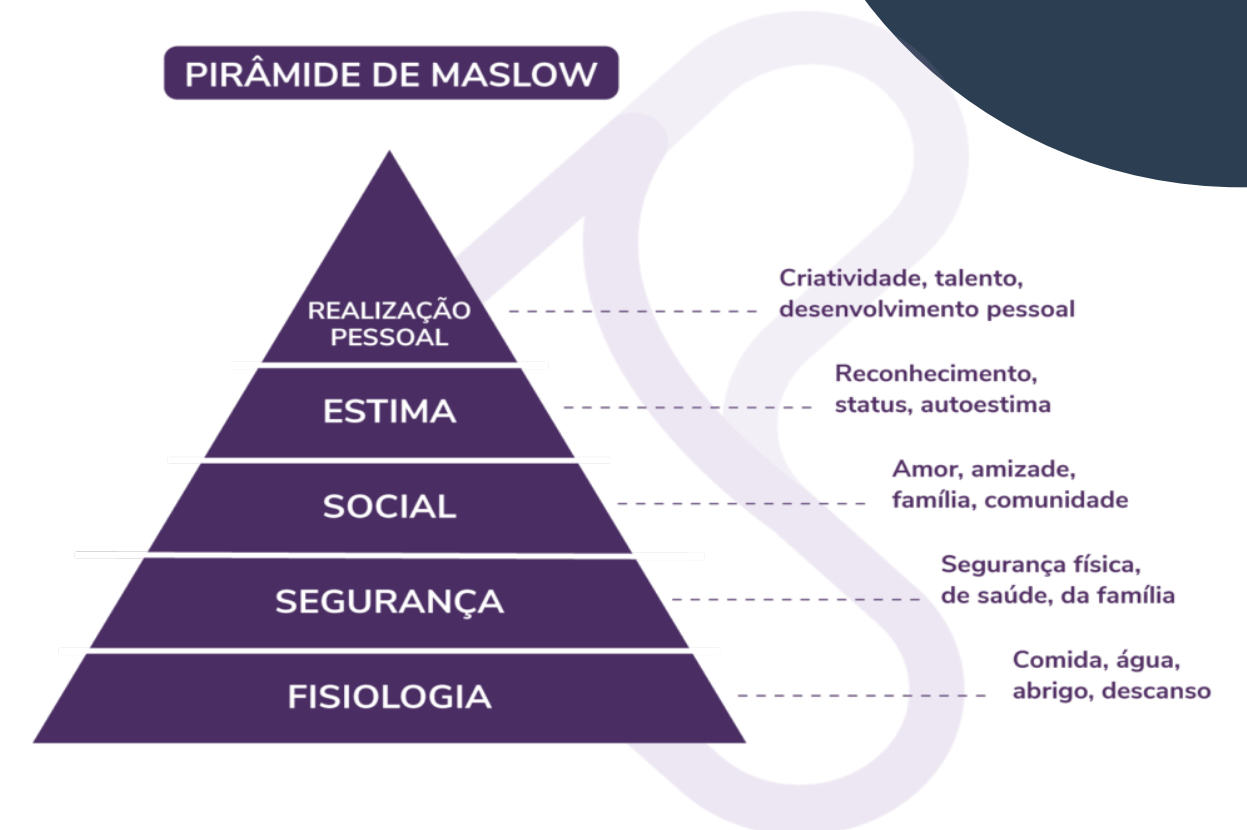 PIRÂMIDE DE MASLOW
REALIZAÇÃO
PESSOAL
Criatividade, talento,
desenvolvimento pessoal
ESTIMA
Reconhecimento,
status, autoestima
SOCIAL
Amor, amizade,
família, comunidade
SEGURANÇA
Segurança física,
de saúde, da família
FISIOLOGIA
Comida, água,
abrigo, descanso